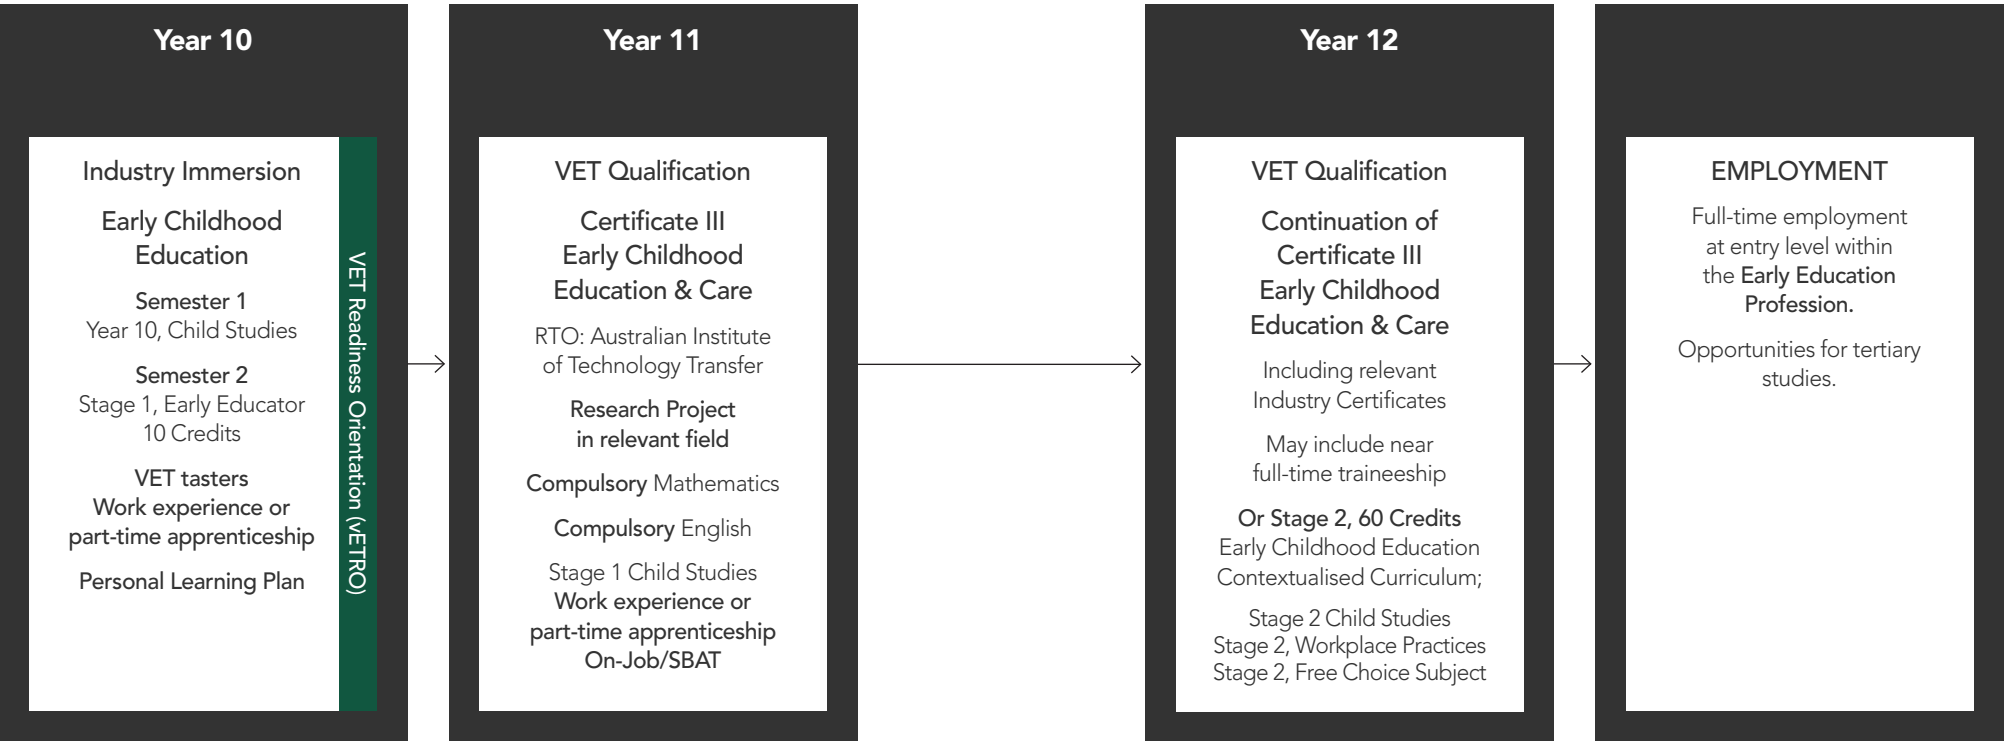 Year 10
Industry Immersion
Early Childhood
Education
Semester 1
Year 10, Child Studies
Semester 2
Stage 1, Early Educator
10 Credits
VET tasters
Work experience or
part-time apprenticeship
Personal Learning Plan
VET Readiness Orientation (vETRO)
Year 11
VET Qualification
Certificate III
Early Childhood
Education & Care
RTO: Australian Institute
of Technology Transfer
Research Project
in relevant field
Compulsory Mathematics
Compulsory English
Stage 1 Child Studies
Work experience or
part-time apprenticeship
On-Job/SBAT
Year 12
VET Qualification
Continuation of
Certificate III
Early Childhood
Education & Care
Including relevant
Industry Certificates
May include near
full-time traineeship
Or Stage 2, 60 Credits
Early Childhood Education
Contextualised Curriculum;
Stage 2 Child Studies
Stage 2, Workplace Practices
Stage 2, Free Choice Subject
EMPLOYMENT
Full-time employment
at entry level within
the Early Education
Profession.
Opportunities for tertiary
studies.